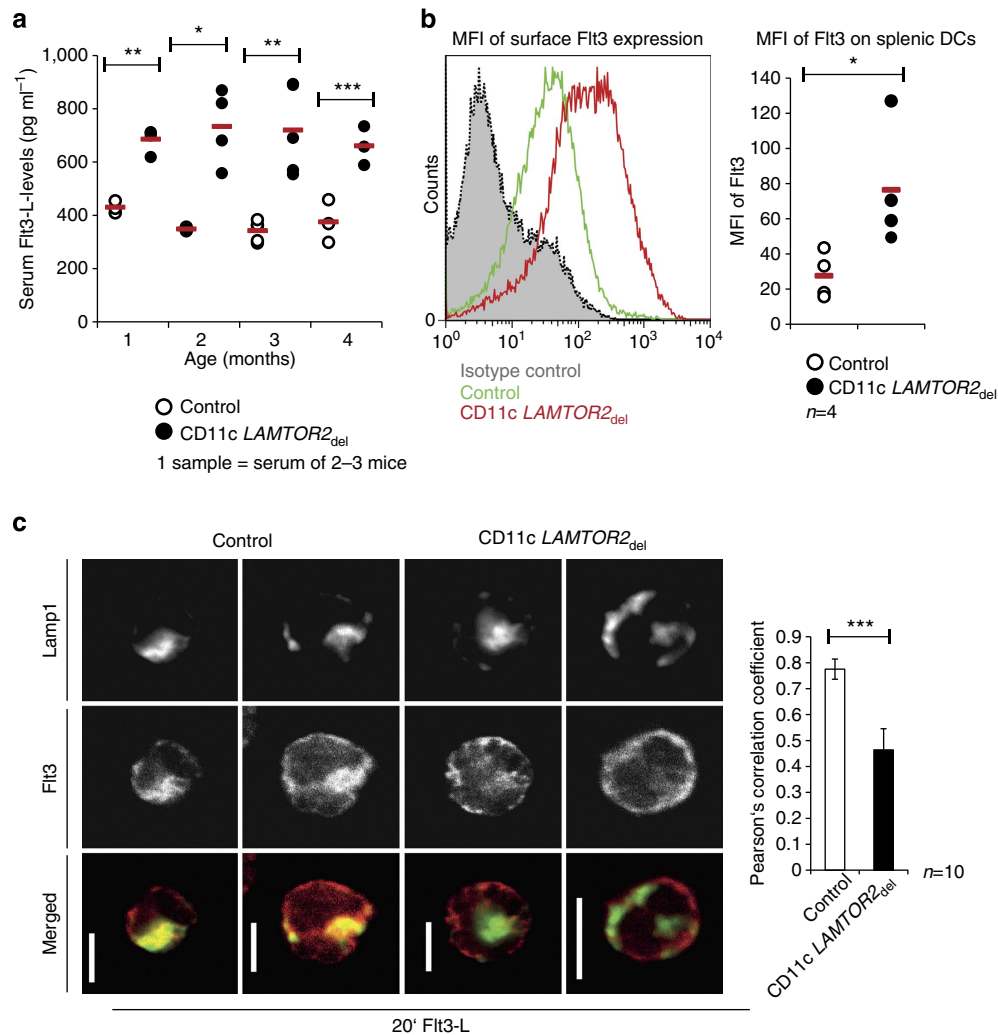 a
Serum Flt3-L-levels (pg ml⁻¹)
1,000
800
600
400
200
0
**
*
**
***
1
2
3
4
Age (months)
Control
CD11c LAMTOR2del
1 sample = serum of 2–3 mice
b
MFI of surface Flt3 expression
Counts
0
10⁰
10¹
10²
10³
10⁴
Isotype control
Control
CD11c LAMTOR2del
MFI of Flt3 on splenic DCs
*
MFI of Flt3
140
120
100
80
60
40
20
0
Control
CD11c LAMTOR2del
n=4
c
Control
CD11c LAMTOR2del
Lamp1
Flt3
Merged
20‘ Flt3-L
***
Pearson‘s correlation coefficient
0.9
0.8
0.7
0.6
0.5
0.4
0.3
0.2
0.1
0
Control
CD11c LAMTOR2del
n=10